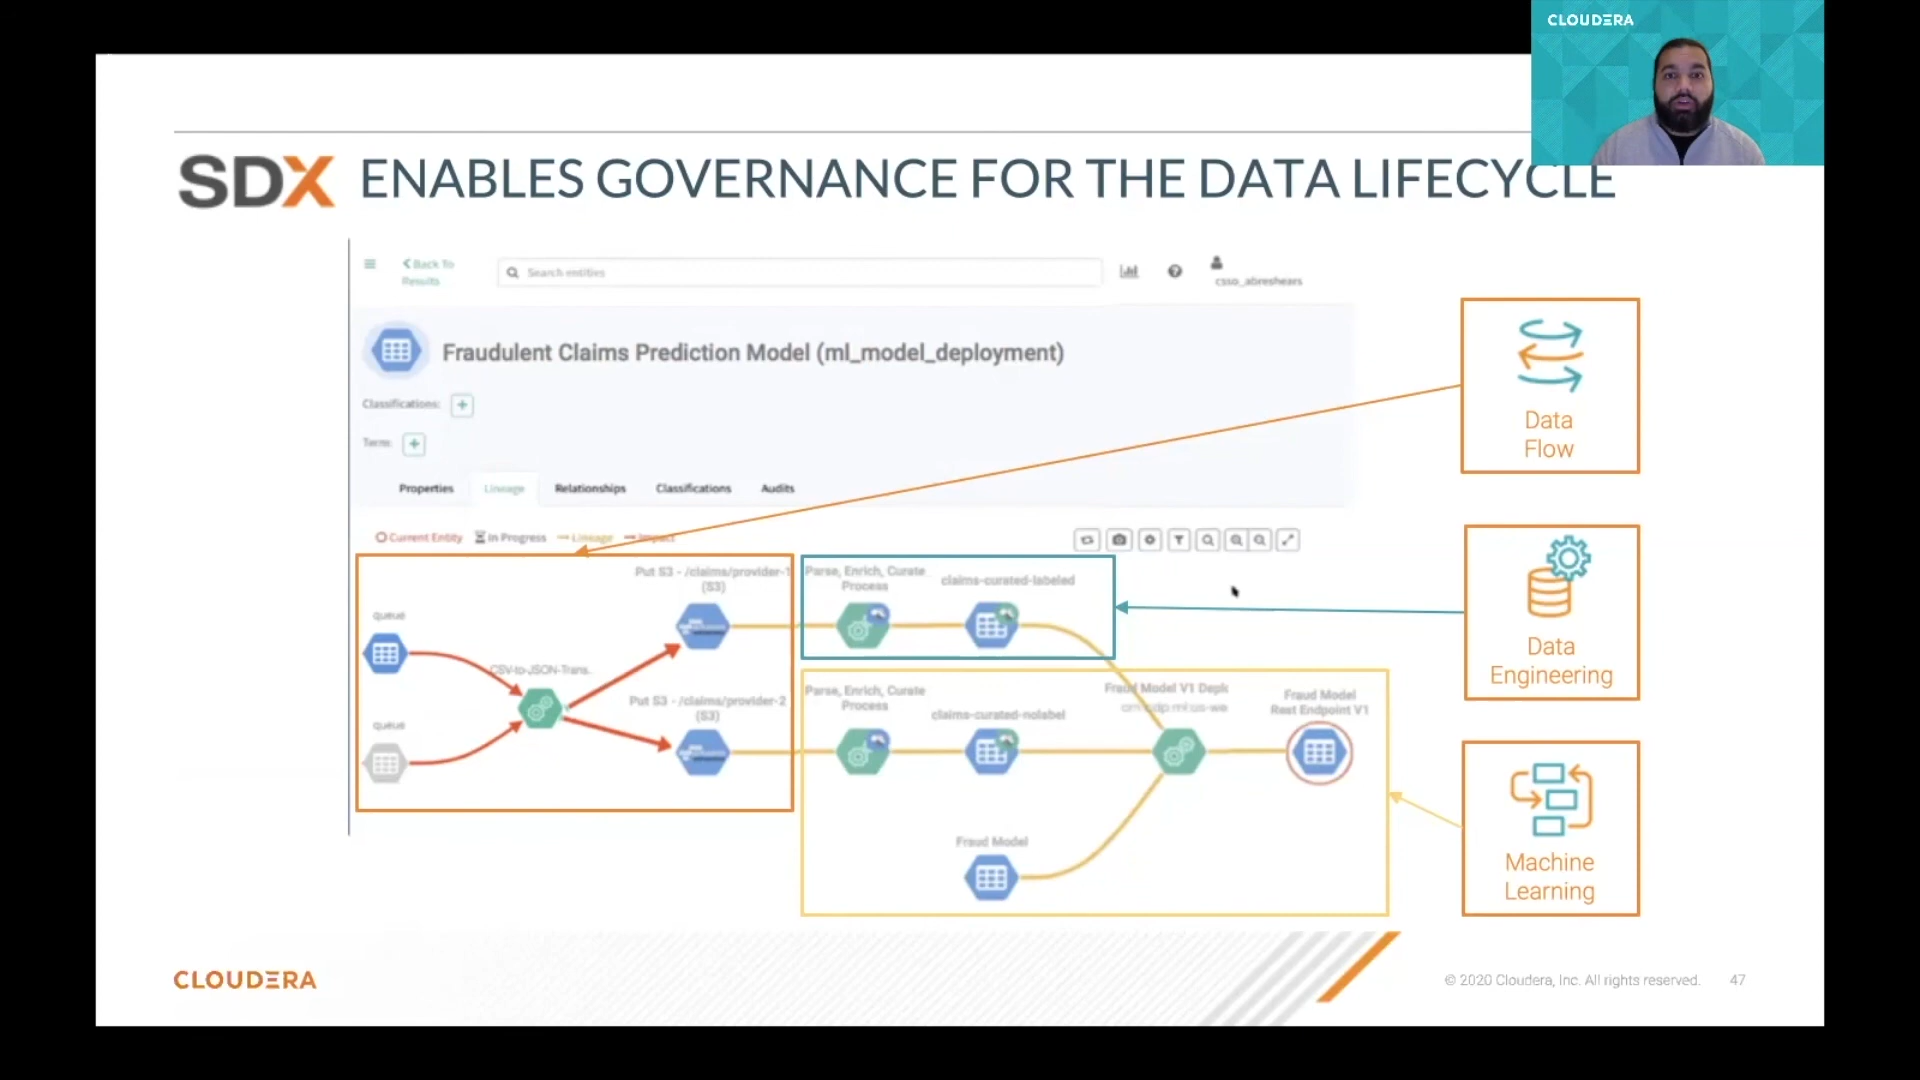 CLOUDERA
SDX ENABLES GOVERNANCE FOR THE DATA LIFECYCLE
Back To
Results
Search entities
csso_abreshears
Fraudulent Claims Prediction Model (ml_model_deployment)
Classifications:
Term:
Properties Lineage Relationships Classifications Audits
Current Entity In Progress Lineage Impact
queue
queue
CSV-to-JSON-Trans..
Put S3 - /claims/provider-1
(S3)
Put S3 - /claims/provider-2
(S3)
Parse, Enrich, Curate
Process
claims-curated-labeled
Parse, Enrich, Curate
Process
claims-curated-nolabel
Fraud Model V1 Deplo
Fraud Model
Rest Endpoint V1
Fraud Model
Data
Flow
Data
Engineering
Machine
Learning
CLOUDERA
© 2020 Cloudera, Inc. All rights reserved. 47